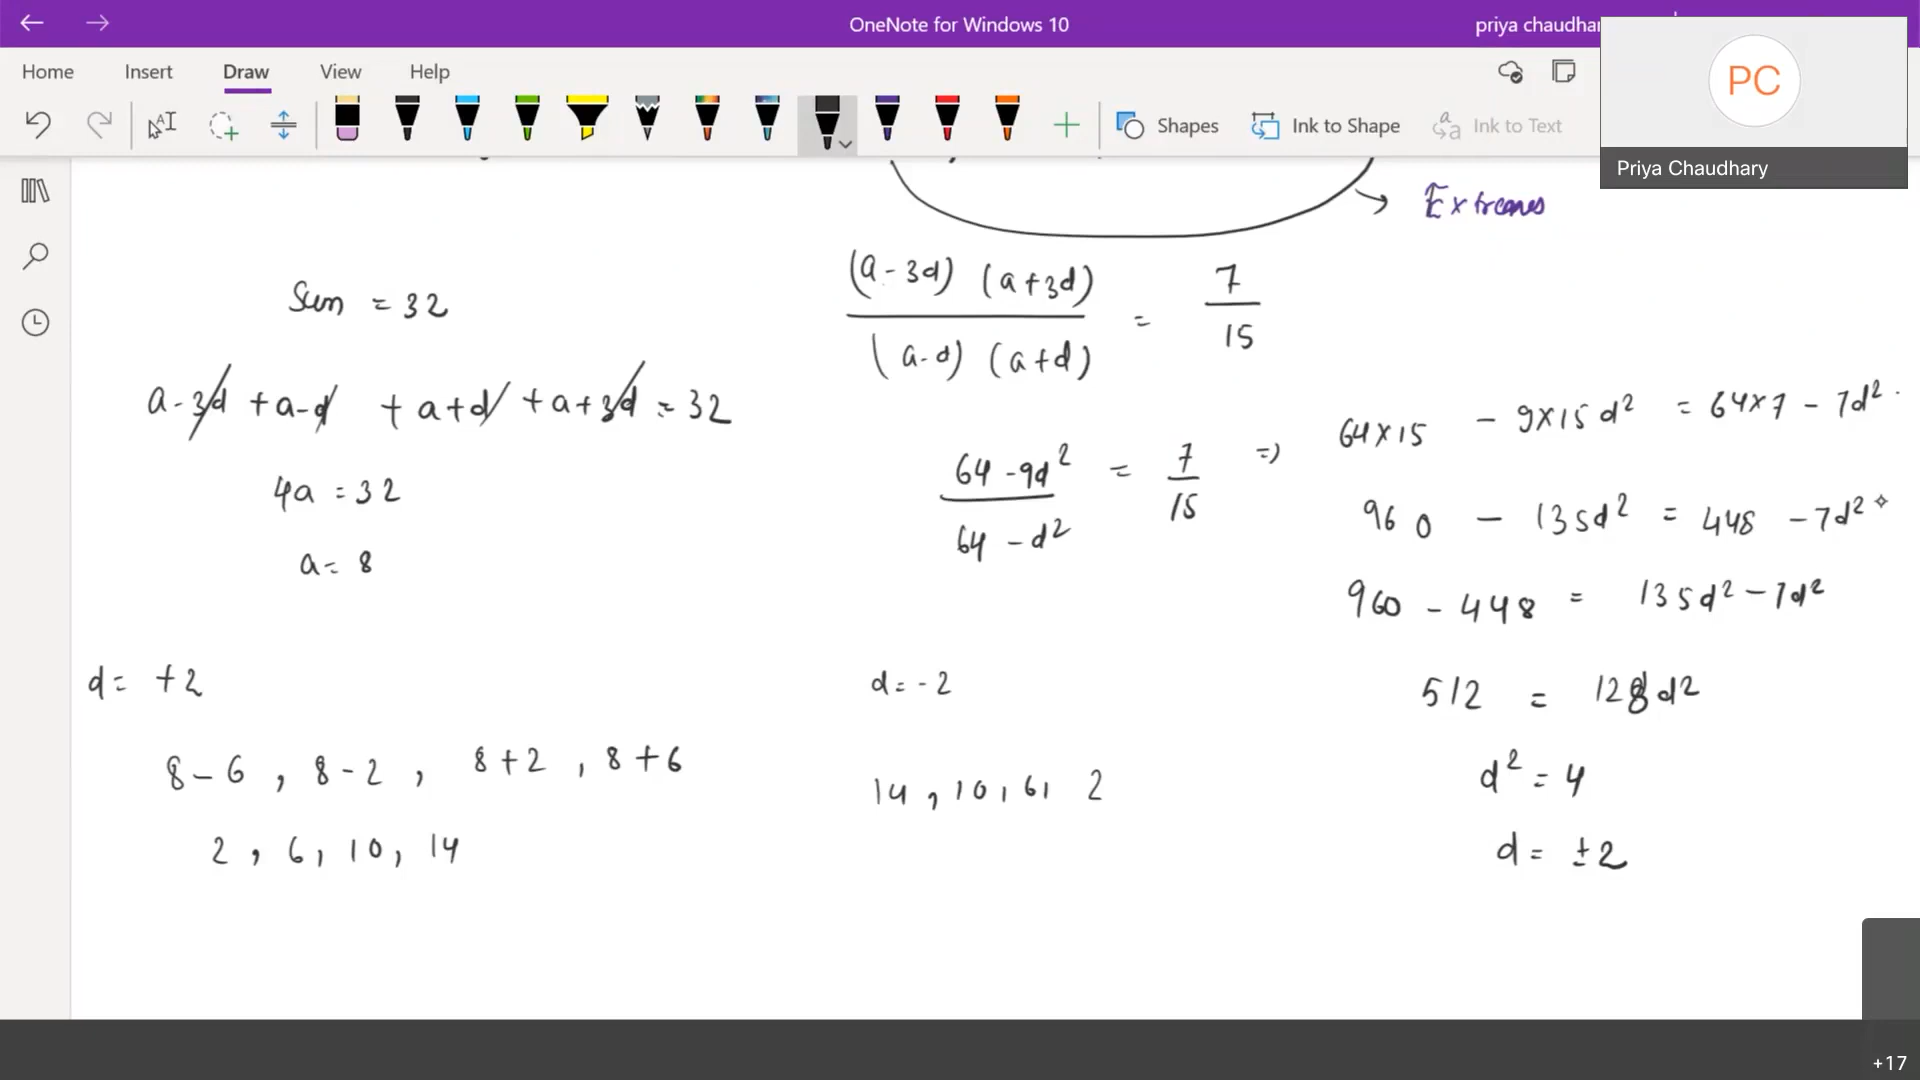 OneNote for Windows 10
priya chaudhar
PC
Priya Chaudhary
Home Insert Draw View Help
Shapes Ink to Shape Ink to Text
Extremes
Sum = 32
a-3d + a-d + a+d + a+3d = 32
4a = 32
a = 8
(a-3d) (a+3d) / (a-d) (a+d) = 7/15
64 - 9d² / 64 - d² = 7/15 =>
64×15 - 9×15d² = 64×7 - 7d²
960 - 135d² = 448 - 7d²
960 - 448 = 135d² - 7d²
512 = 128d²
d² = 4
d = ±2
d = +2
8-6, 8-2, 8+2, 8+6
2, 6, 10, 14
d = -2
14, 10, 6, 2
+17